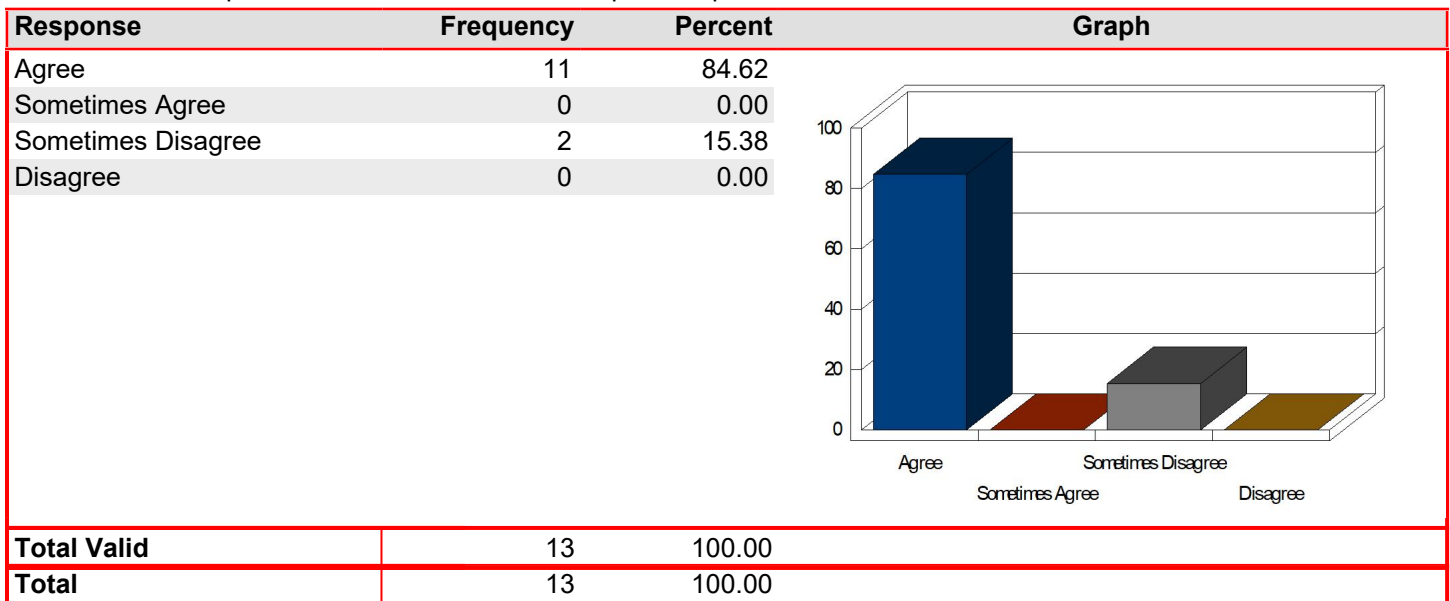 Response Frequency Percent Graph
Agree 11 84.62
Sometimes Agree 0 0.00
Sometimes Disagree 2 15.38
Disagree 0 0.00
100
80
60
40
20
0
Agree Sometimes Disagree
Sometimes Agree Disagree
Total Valid 13 100.00
Total 13 100.00